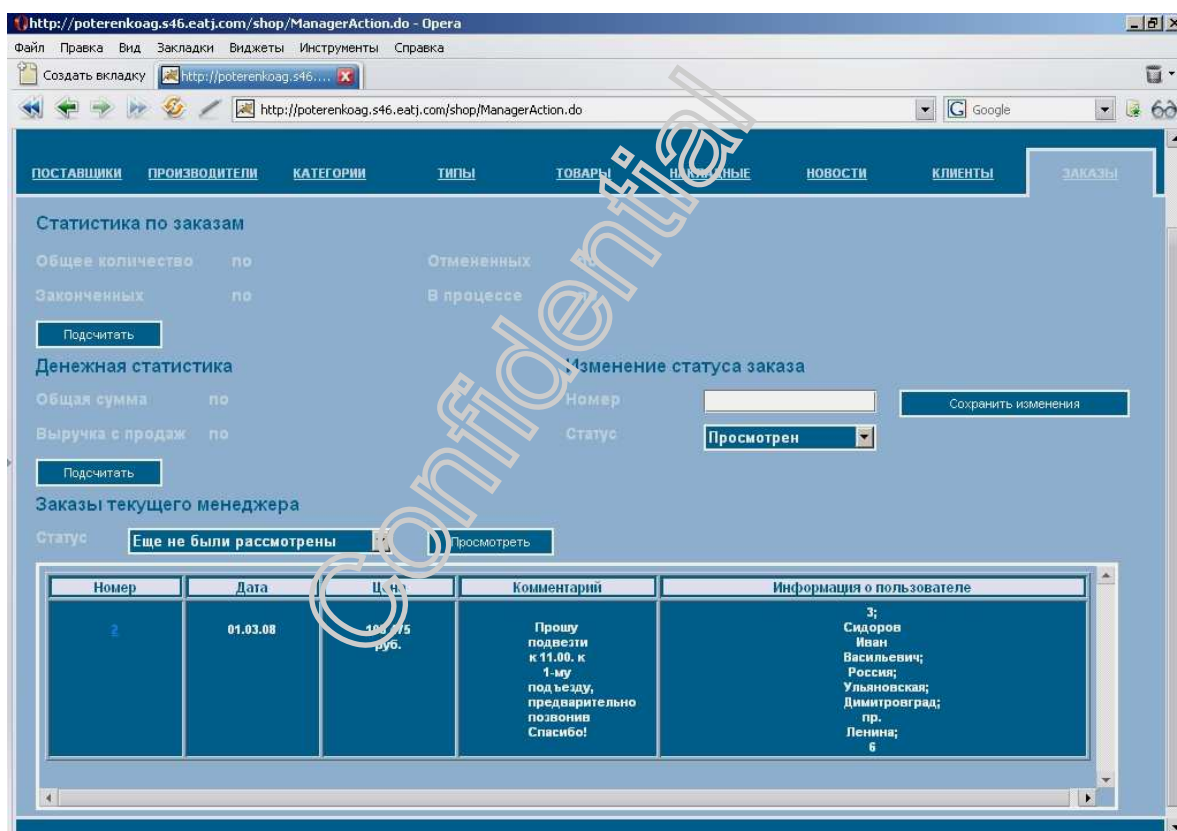 http://poterenkoag.s46.eatj.com/shop/ManagerAction.do - Opera
Файл Правка Вид Закладки Виджеты Инструменты Справка
Создать вкладку http://poterenkoag.s46....
http://poterenkoag.s46.eatj.com/shop/ManagerAction.do Google
ПОСТАВЩИКИ ПРОИЗВОДИТЕЛИ КАТЕГОРИИ ТИПЫ ТОВАРЫ НАКЛАДНЫЕ НОВОСТИ КЛИЕНТЫ ЗАКАЗЫ
Статистика по заказам
Общее количество no Отмененных no
Законченных no В процессе no
Подсчитать
Денежная статистика Изменение статуса заказа
Общая сумма no Номер Сохранить изменения
Выручка с продаж no Статус Просмотрен
Подсчитать
Заказы текущего менеджера
Статус Еще не были рассмотрены Просмотреть
Номер Дата Цена Комментарий Информация о пользователе
2 01.03.08 руб.
Прошу
подвезти
к 11.00. к
1-му
подъезду,
предварительно
позвонив
Спасибо!
3;
Сидоров
Иван
Васильевич;
Россия;
Ульяновская;
Димитровград;
пр.
Ленина;
6
Confidential